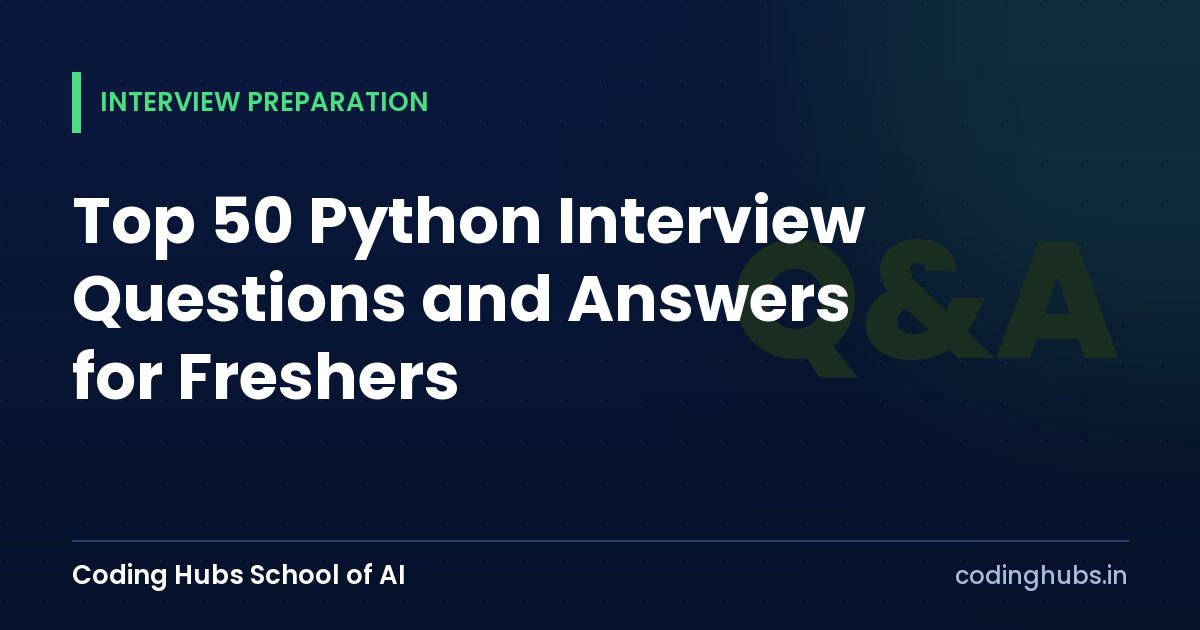 INTERVIEW PREPARATION
Top 50 Python Interview
Questions and Answers
for Freshers
Q&A
Coding Hubs School of AI
codinghubs.in